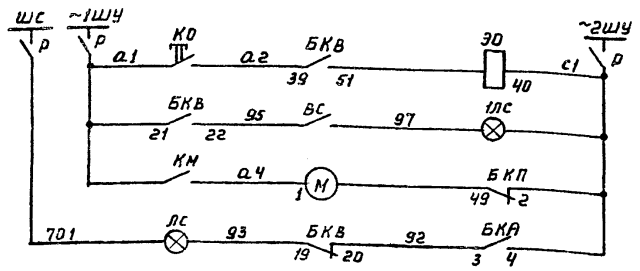 ШС ~1ШУ ~2ШУ
Р Р Р
а1 КО а2 БКВ ЭО с1
39 51 40
БКВ 95 ВС 97 1ЛС
21 22
КМ а4 М БКП
1 49 2
701 ЛС 93 БКВ 92 БКА
19 20 3 4